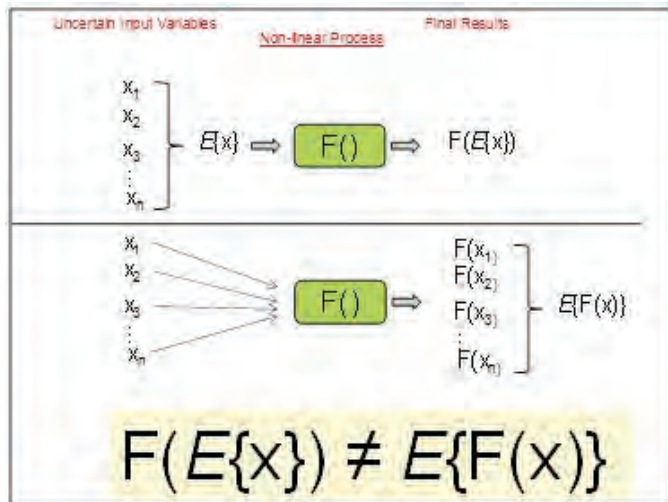 Uncertain Input Variables
Non-linear Process
Final Results
x1
x2
x3
⋮
xn
E{x}
F()
F(E{x})
x1
x2
x3
⋮
xn
F()
F(x1)
F(x2)
F(x3)
⋮
F(xn)
E{F(x)}
F(E{x}) ≠ E{F(x)}